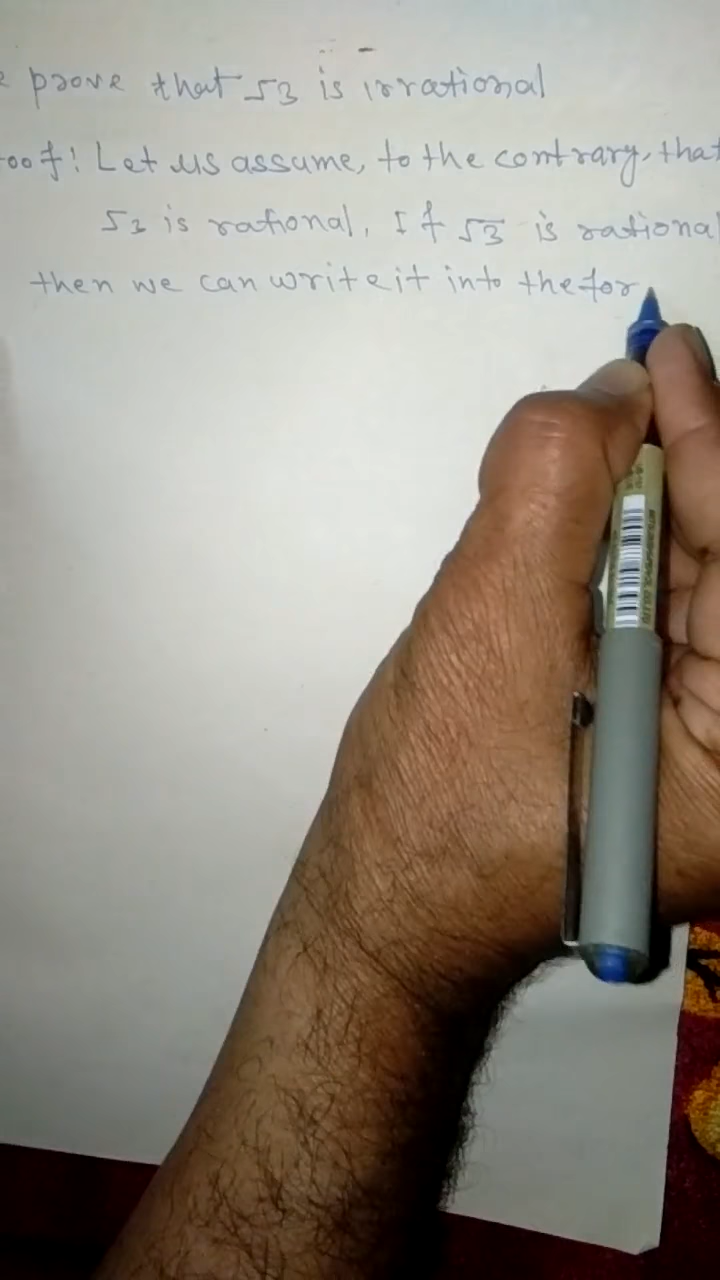 prove that √3 is irrational
oof! Let us assume, to the contrary, that
√3 is rational, If √3 is rational
then we can write it into the for